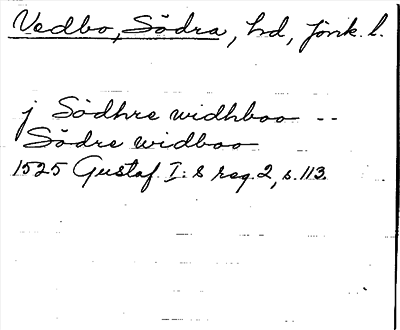 Vedbo, Södra, hd, Jönk. l.
j Södhre widhboo --
Södre widboo
1525 Gustaf I:s reg. 2, s. 113.